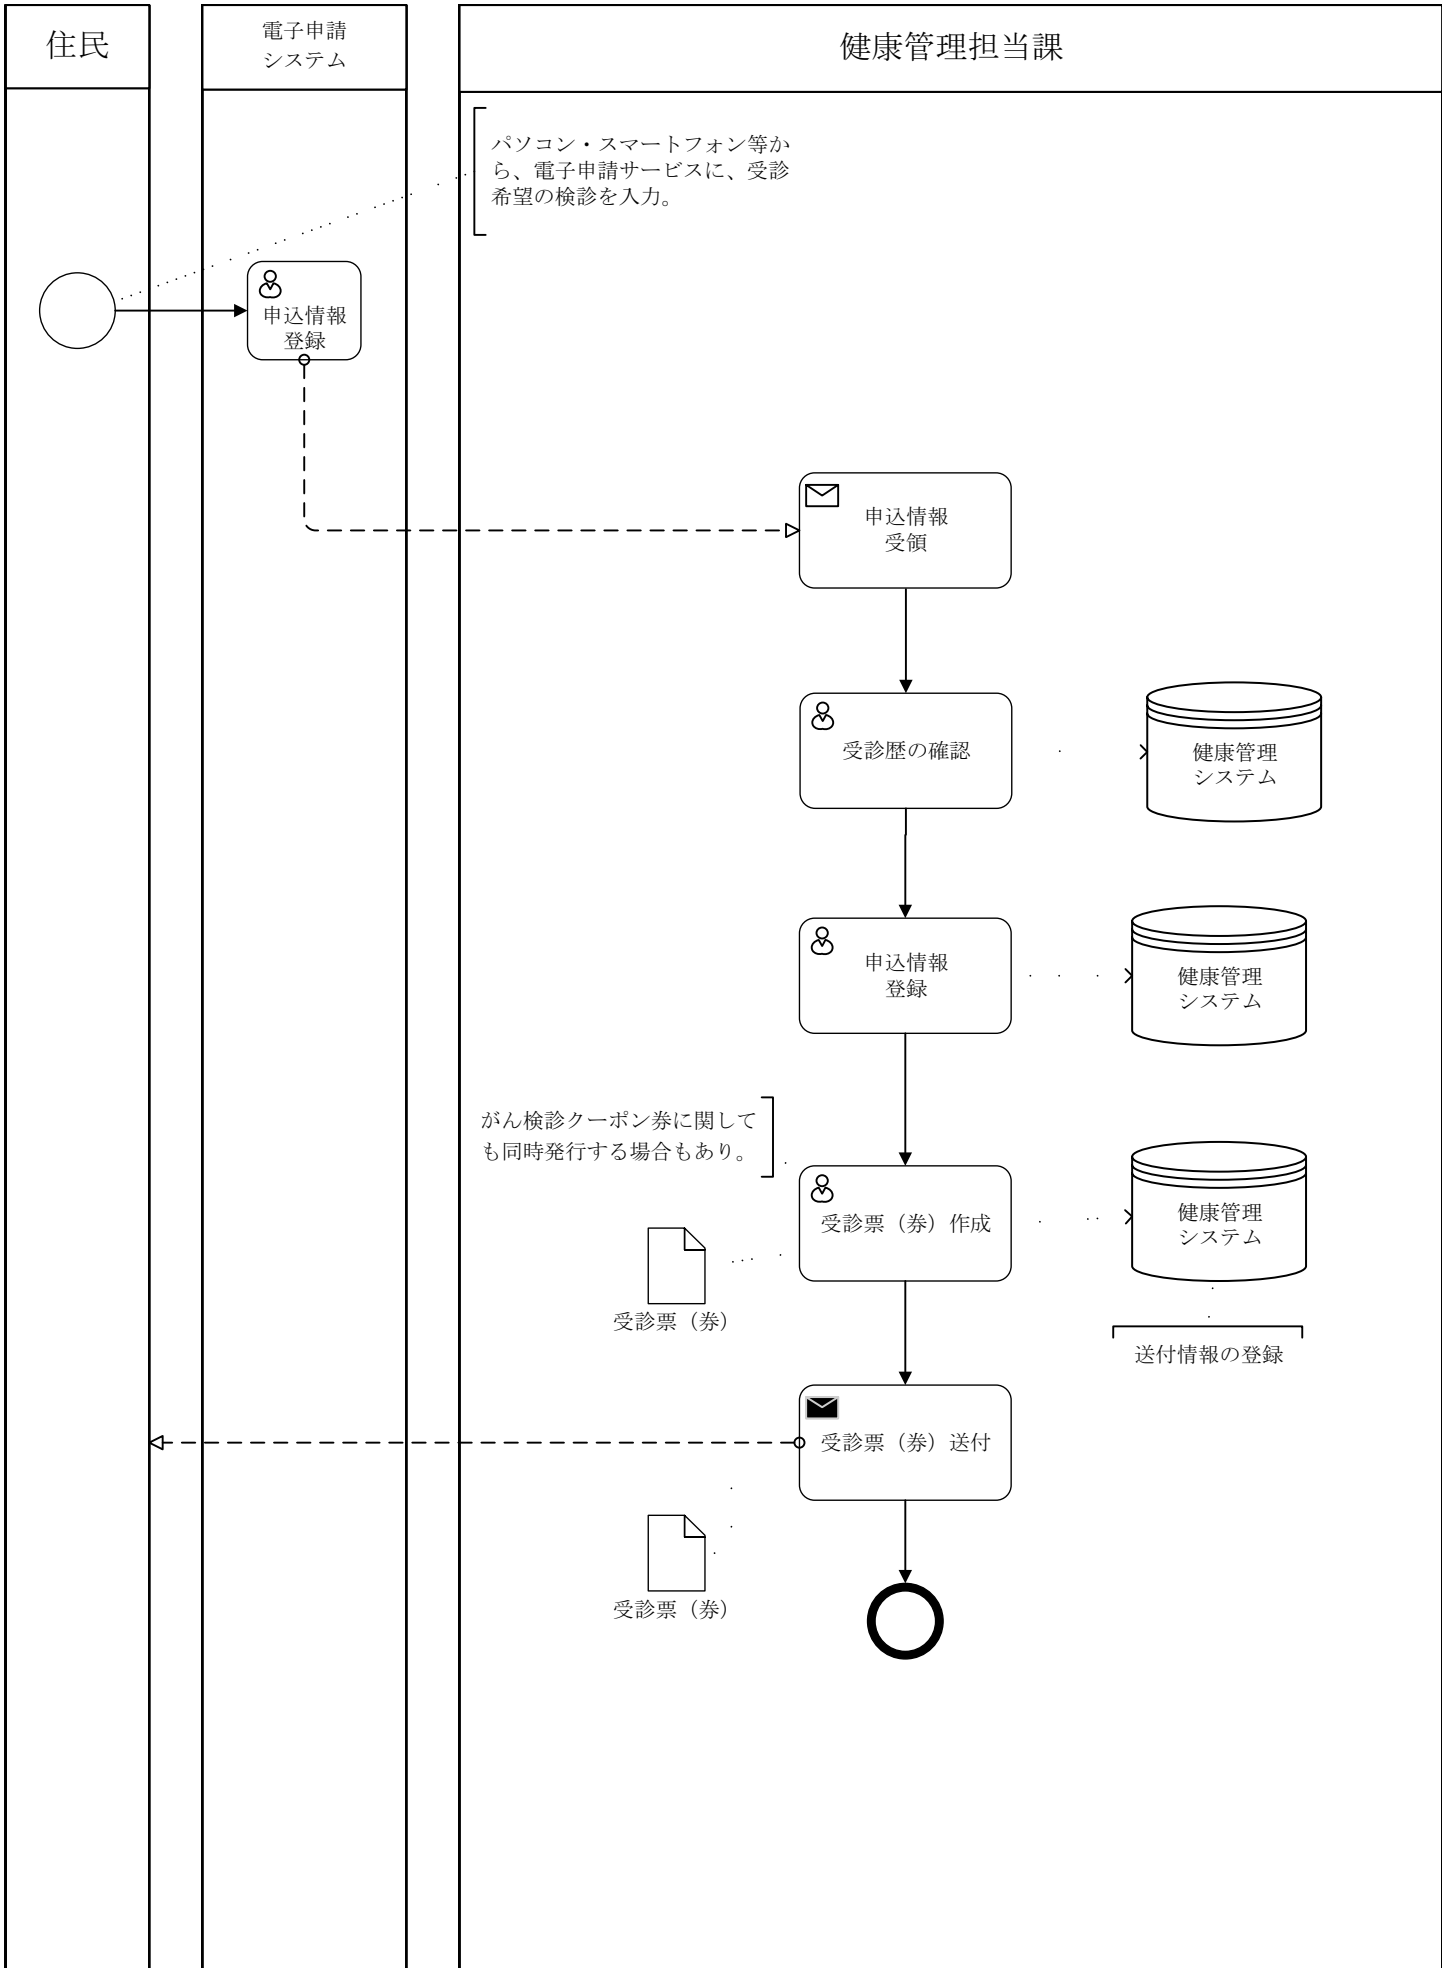 住民
電子申請
システム
健康管理担当課
パソコン・スマートフォン等か
ら、電子申請サービスに、受診
希望の検診を入力。
申込情報
登録
申込情報
受領
受診歴の確認
健康管理
システム
申込情報
登録
健康管理
システム
がん検診クーポン券に関して
も同時発行する場合もあり。
受診票（券）作成
健康管理
システム
受診票（券）
送付情報の登録
受診票（券）送付
受診票（券）